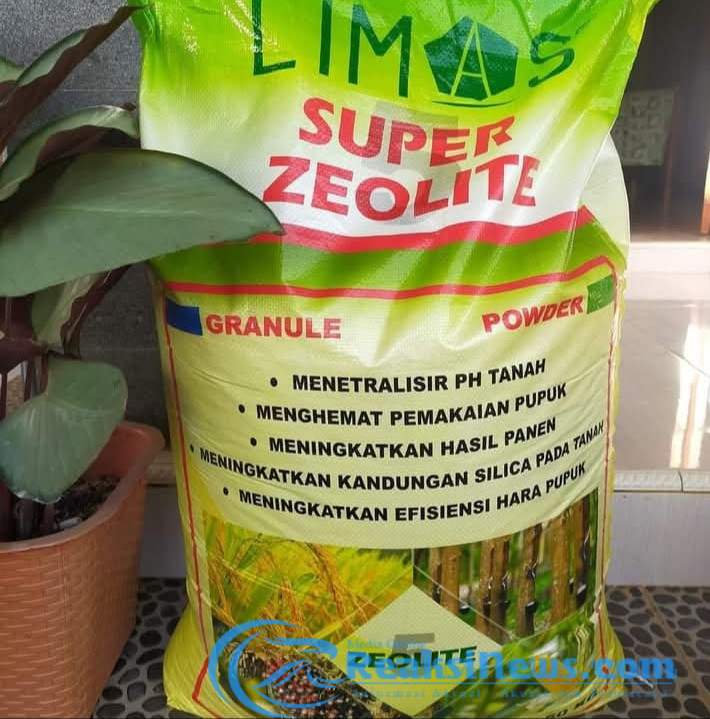 LIMAS
SUPER
ZEOLITE
GRANULE
POWDER
• MENETRALISIR PH TANAH
• MENGHEMAT PEMAKAIAN PUPUK
• MENINGKATKAN HASIL PANEN
• MENINGKATKAN KANDUNGAN SILICA PADA TANAH
• MENINGKATKAN EFISIENSI HARA PUPUK
ZEOLITE
ReaksiNews.com